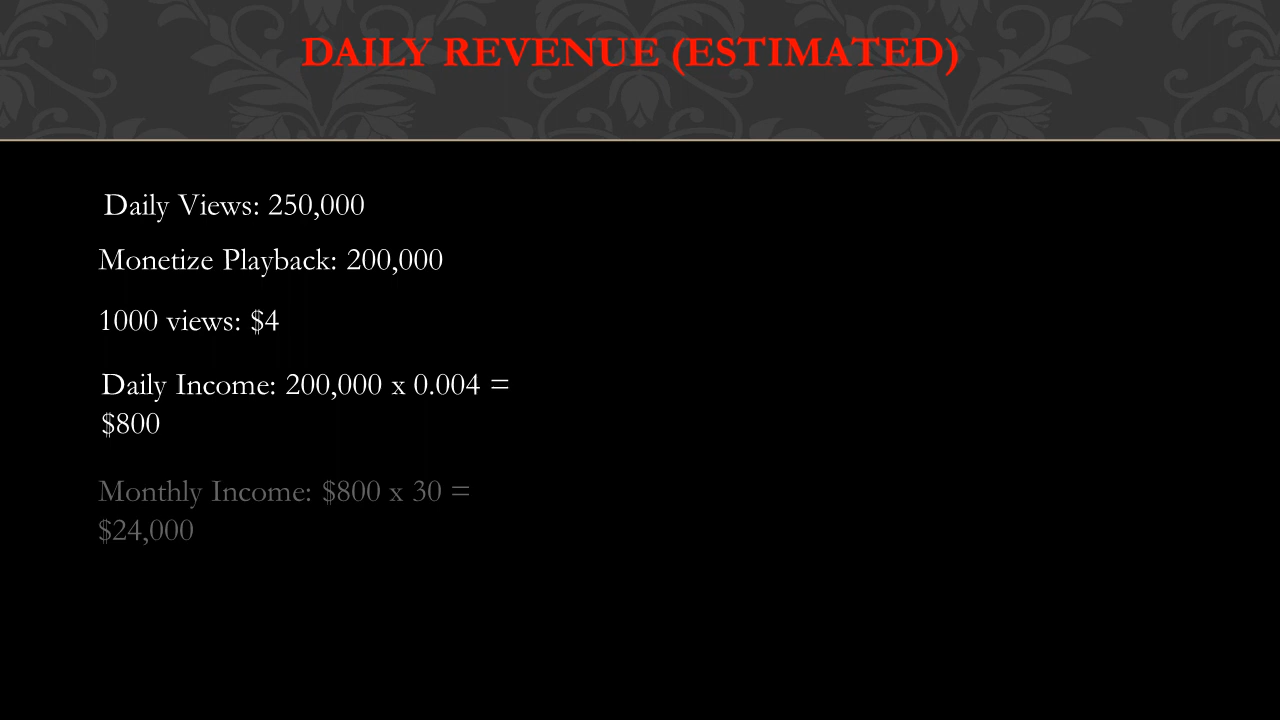 DAILY REVENUE (ESTIMATED)
Daily Views: 250,000
Monetize Playback: 200,000
1000 views: $4
Daily Income: 200,000 x 0.004 =
$800
Monthly Income: $800 x 30 =
$24,000